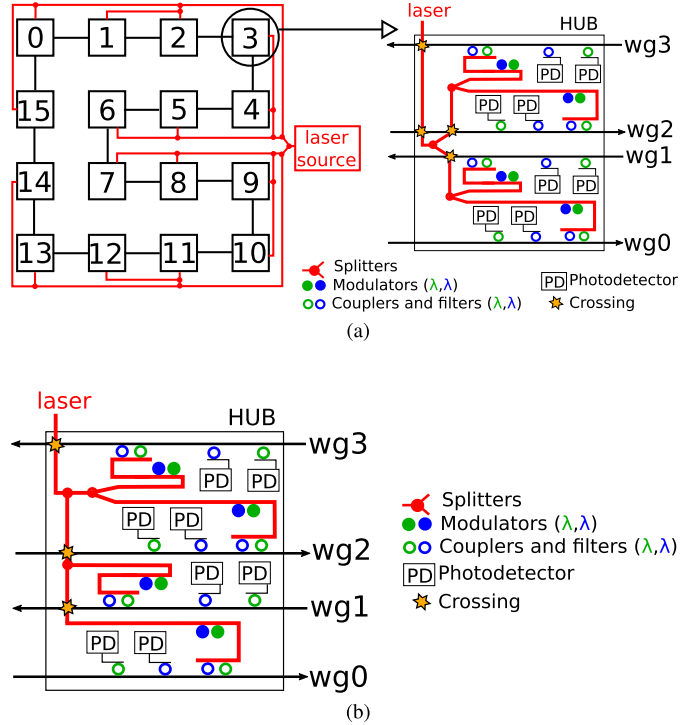 0 1 2 3
15 6 5 4
laser
source
14 7 8 9
13 12 11 10
laser
HUB
wg3
PD PD
PD PD
wg2
wg1
PD PD
PD PD
wg0
Splitters
Modulators (λ,λ)
Couplers and filters (λ,λ)
PD Photodetector
Crossing
(a)
laser
HUB
wg3
PD PD
PD PD
wg2
PD PD
wg1
PD PD
wg0
Splitters
Modulators (λ,λ)
Couplers and filters (λ,λ)
PD Photodetector
Crossing
(b)